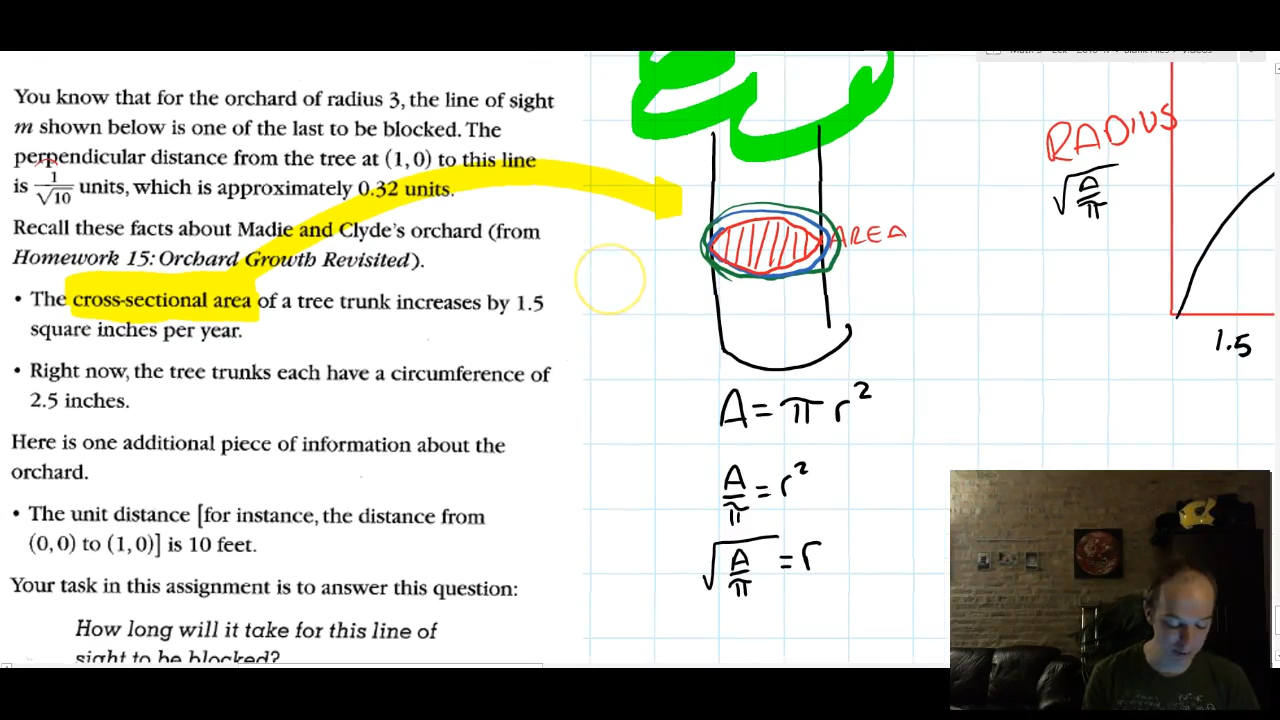 You know that for the orchard of radius 3, the line of sight
m shown below is one of the last to be blocked. The
perpendicular distance from the tree at (1, 0) to this line
is 1/√10 units, which is approximately 0.32 units.
Recall these facts about Madie and Clyde's orchard (from
Homework 15: Orchard Growth Revisited).
• The cross-sectional area of a tree trunk increases by 1.5
square inches per year.
• Right now, the tree trunks each have a circumference of
2.5 inches.
Here is one additional piece of information about the
orchard.
• The unit distance [for instance, the distance from
(0, 0) to (1, 0)] is 10 feet.
Your task in this assignment is to answer this question:
How long will it take for this line of
sight to be blocked?
AREA
A = π r²
A/π = r²
√A/π = r
RADIUS
√A/π
1.5